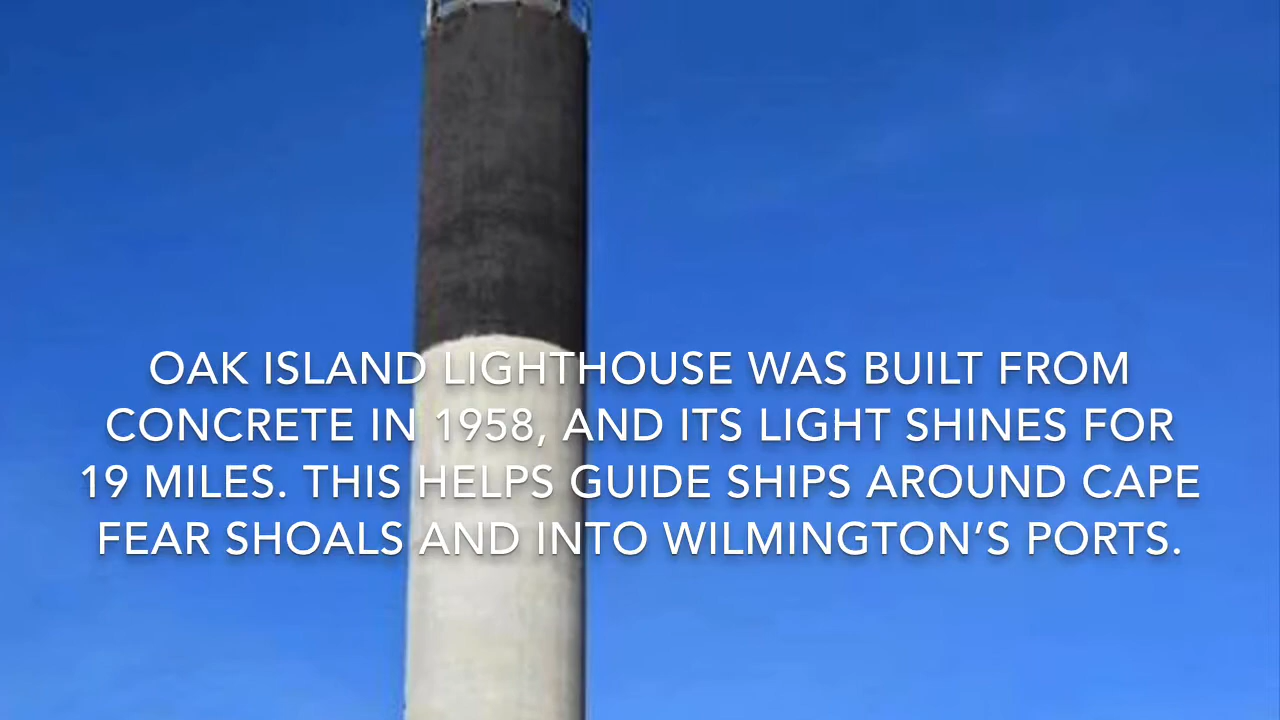 OAK ISLAND LIGHTHOUSE WAS BUILT FROM
CONCRETE IN 1958, AND ITS LIGHT SHINES FOR
19 MILES. THIS HELPS GUIDE SHIPS AROUND CAPE
FEAR SHOALS AND INTO WILMINGTON’S PORTS.